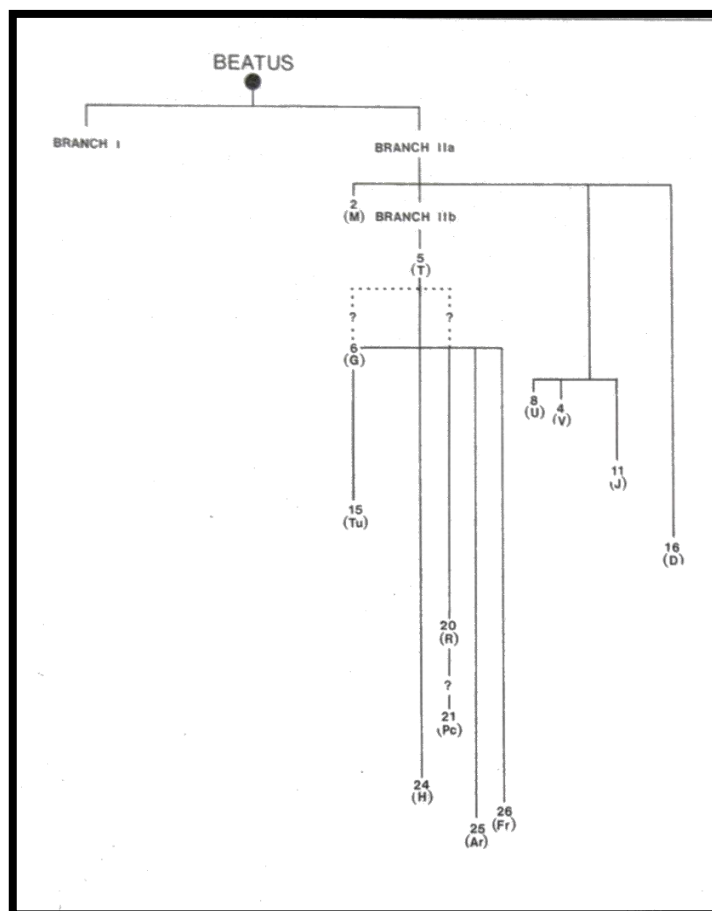 BEATUS
BRANCH I
BRANCH IIa
2
(M)
BRANCH IIb
5
(T)
?
?
6
(G)
8
(U)
4
(V)
11
(J)
15
(Tu)
16
(D)
20
(R)
?
21
(Pc)
24
(H)
25
(Ar)
26
(Fr)